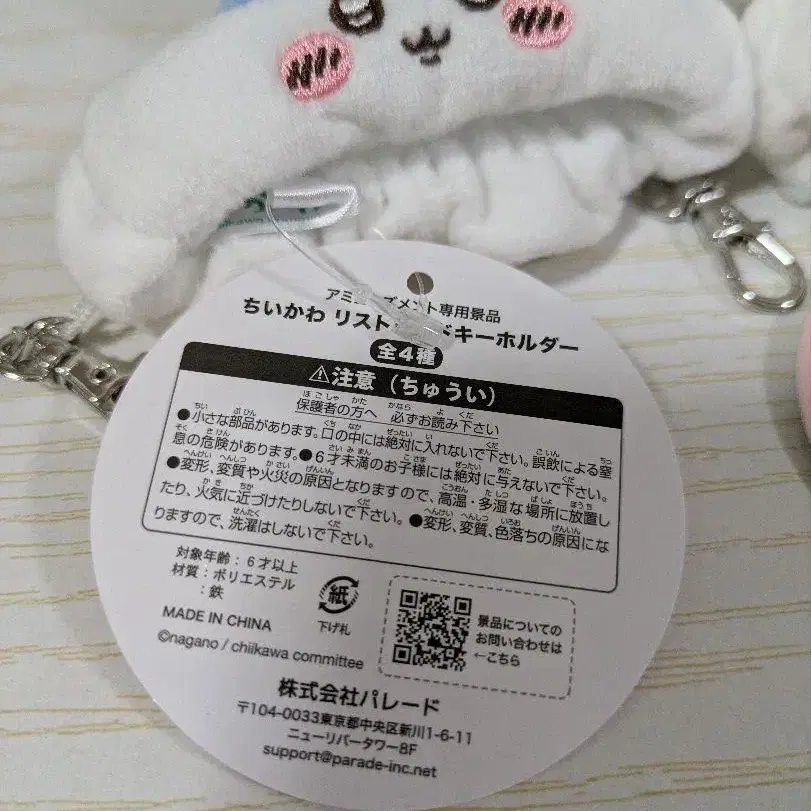 iikawa committee
アミューズメント専用景品
ちいかわ リスト ドキーホルダー
全4種
⚠注意(ちゅうい)
保護者の方へ 必ずお読み下さい
●小さな部品があります。口の中には絶対に入れないで下さい。誤飲による窒
息の危険があります。●6才未満のお子様には絶対に与えないで下さい。
●変形、変質や火災の原因となりますので、高温・多湿な場所に放置し
たり、火気に近づけたりしないで下さい。●変形、変質、色落ちの原因にな
りますので、洗濯はしないで下さい。
対象年齢:6才以上
材質:ポリエステル
:鉄
紙
下げ札
MADE IN CHINA
©nagano / chiikawa committee
景品についての
お問い合わせは
←こちら
株式会社パレード
〒104-0033東京都中央区新川1-6-11
ニューリバータワー8F
support@parade-inc.net